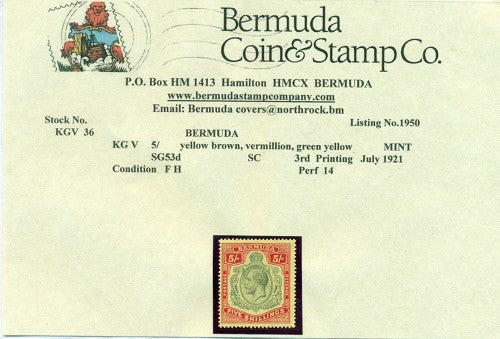 Bermuda
Coin&Stamp Co.
P.O. Box HM 1413 Hamilton HMCX BERMUDA
www.bermudastampcompany.com
Email: Bermuda covers@northrock.bm
Stock No. Listing No.1950
KGV 36 BERMUDA
KG V 5/ yellow brown, vermillion, green yellow MINT
SG53d SC 3rd Printing July 1921
Condition F H Perf 14
BERMUDA
5/- 5/-
POSTAGE REVENUE
FIVE SHILLINGS